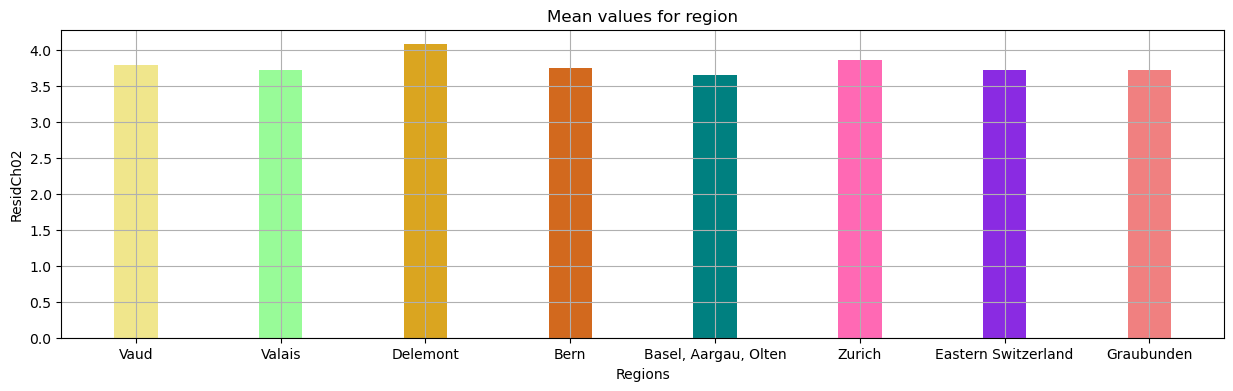 Mean values for region
ResidCh02
4.0
3.5
3.0
2.5
2.0
1.5
1.0
0.5
0.0
Vaud Valais Delemont Bern Basel, Aargau, Olten Zurich Eastern Switzerland Graubunden
Regions